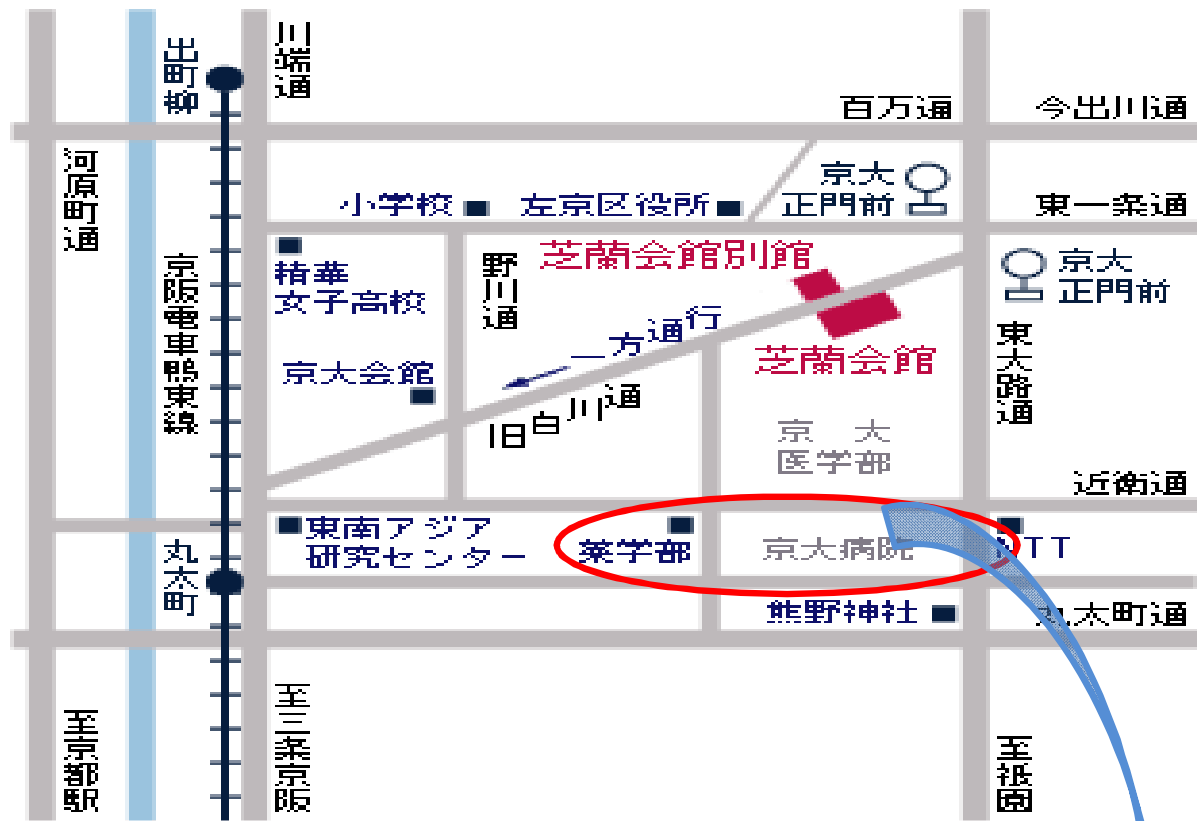 出町柳
川端通
百万遍
今出川通
河原町通
小学校
左京区役所
京大
正門前
東一条通
京阪電車鴨東線
精華
女子高校
野川通
芝蘭会館別館
京大
正門前
一方通行
京大会館
芝蘭会館
東大路通
旧白川通
京大
医学部
近衛通
丸太町
東南アジア
研究センター
薬学部
京大病院
TT
熊野神社
太町通
至京都駅
至三条京阪
至祇園